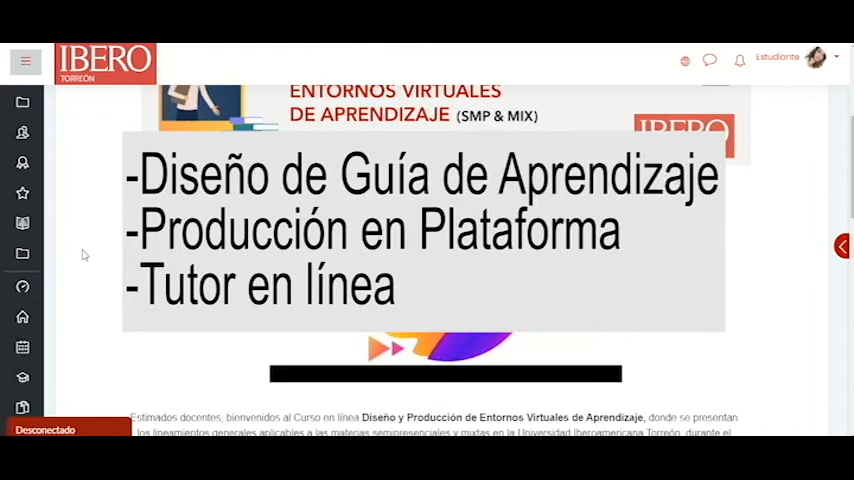 IBERO
TORREÓN
Estudiante
ENTORNOS VIRTUALES
DE APRENDIZAJE (SMP & MIX)
IBERO
-Diseño de Guía de Aprendizaje
-Producción en Plataforma
-Tutor en línea
Estimados docentes, bienvenidos al Curso en línea Diseño y Producción de Entornos Virtuales de Aprendizaje, donde se presentan
los lineamientos generales aplicables a las materias semipresenciales y mixtas en la Universidad Iberoamericana Torreón, durante el
Desconectado